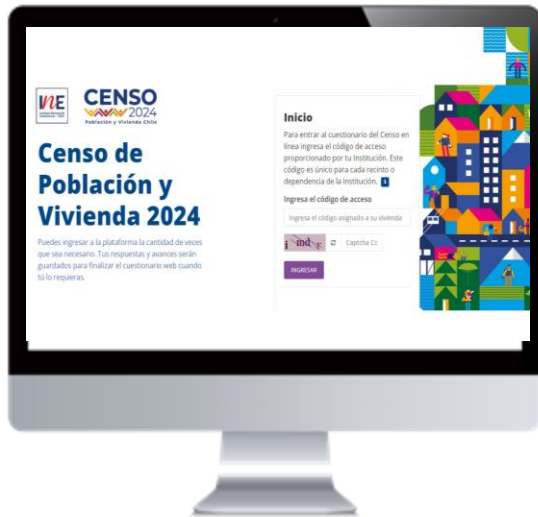 INE
CENSO
2024
Población y Vivienda Chile
Censo de
Población y
Vivienda 2024
Puedes ingresar a la plataforma la cantidad de veces
que sea necesario. Tus respuestas y avances serán
guardados para finalizar el cuestionario web cuando
tú lo requieras.
Inicio
Para entrar al cuestionario del Censo en
línea ingresa el código de acceso
proporcionado por tu Institución. Este
código es único para cada recinto o
dependencia de la Institución.
Ingresa el código de acceso
Ingresa el código asignado a su vivienda
Captcha Cc
INGRESAR